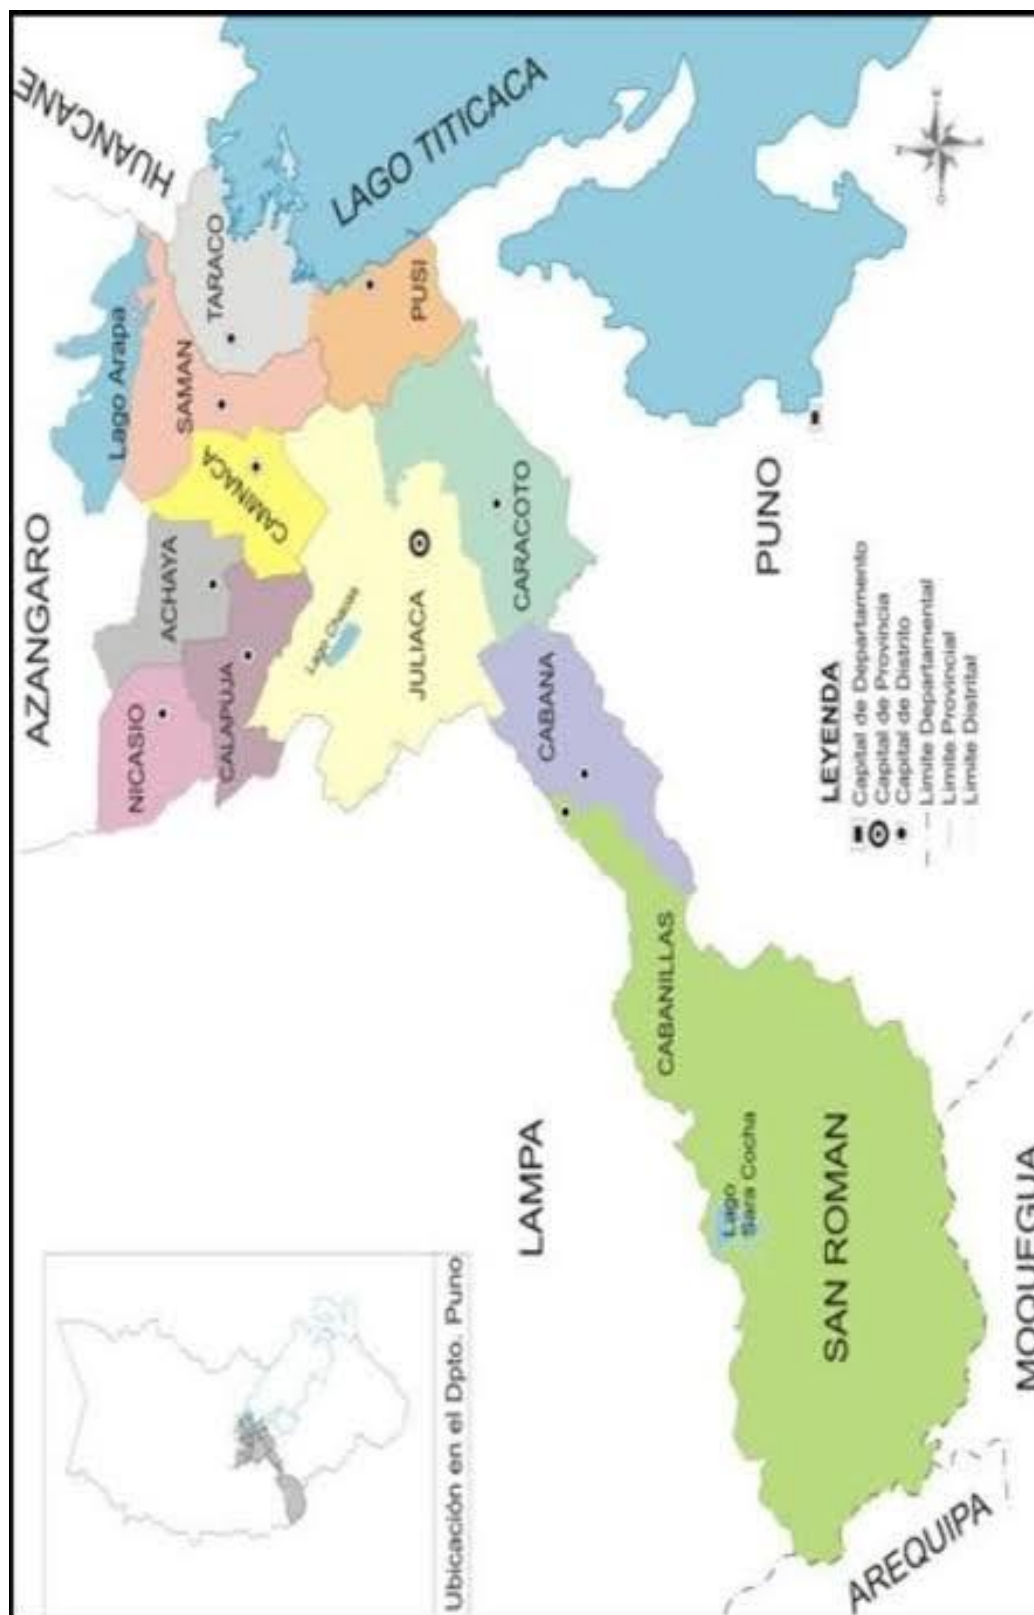 HUANCANE
LAGO TITICACA
Lago Arapa
TARACO
SAMAN
PUSI
AZANGARO
CAMINACA
ACHAYA
CALAPUJA
NICASIO
JULIACA
CARACOTO
PUNO
CABANA
CABANILLAS
LAMPA
Lago
Sara Cocha
SAN ROMAN
MOQUEGUA
AREQUIPA
LEYENDA
Capital de Departamento
Capital de Provincia
Capital de Distrito
Limite Departamental
Limite Provincial
Limite Distrital
Ubicación en el Dpto. Puno